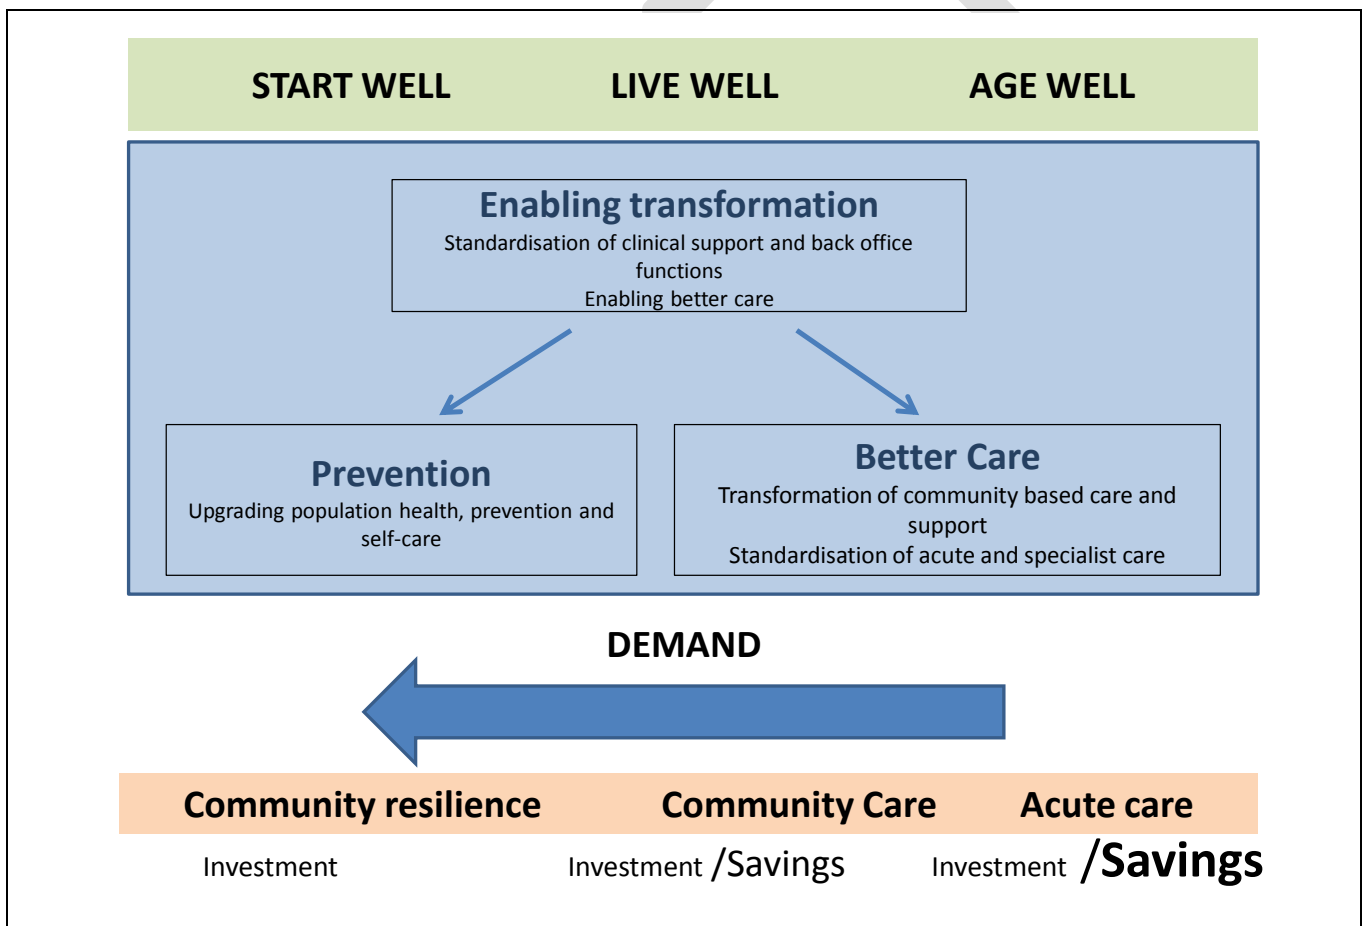 START WELL LIVE WELL AGE WELL
Enabling transformation
Standardisation of clinical support and back office
functions
Enabling better care
Prevention
Upgrading population health, prevention and
self-care
Better Care
Transformation of community based care and
support
Standardisation of acute and specialist care
DEMAND
Community resilience Community Care Acute care
Investment Investment /Savings Investment /Savings